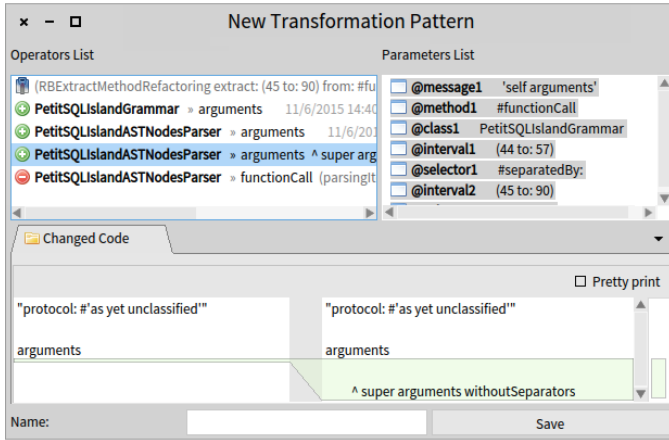 New Transformation Pattern
Operators List
Parameters List
(RBExtractMethodRefactoring extract: (45 to: 90) from: #fu
PetitSQLIslandGrammar » arguments 11/6/2015 14:40
PetitSQLIslandASTNodesParser » arguments 11/6/201
PetitSQLIslandASTNodesParser » arguments ^ super arg
PetitSQLIslandASTNodesParser » functionCall (parsingIt
@message1 'self arguments'
@method1 #functionCall
@class1 PetitSQLIslandGrammar
@interval1 (44 to: 57)
@selector1 #separatedBy:
@interval2 (45 to: 90)
Changed Code
Pretty print
"protocol: #'as yet unclassified'"
arguments
"protocol: #'as yet unclassified'"
arguments
^ super arguments withoutSeparators
Name:
Save